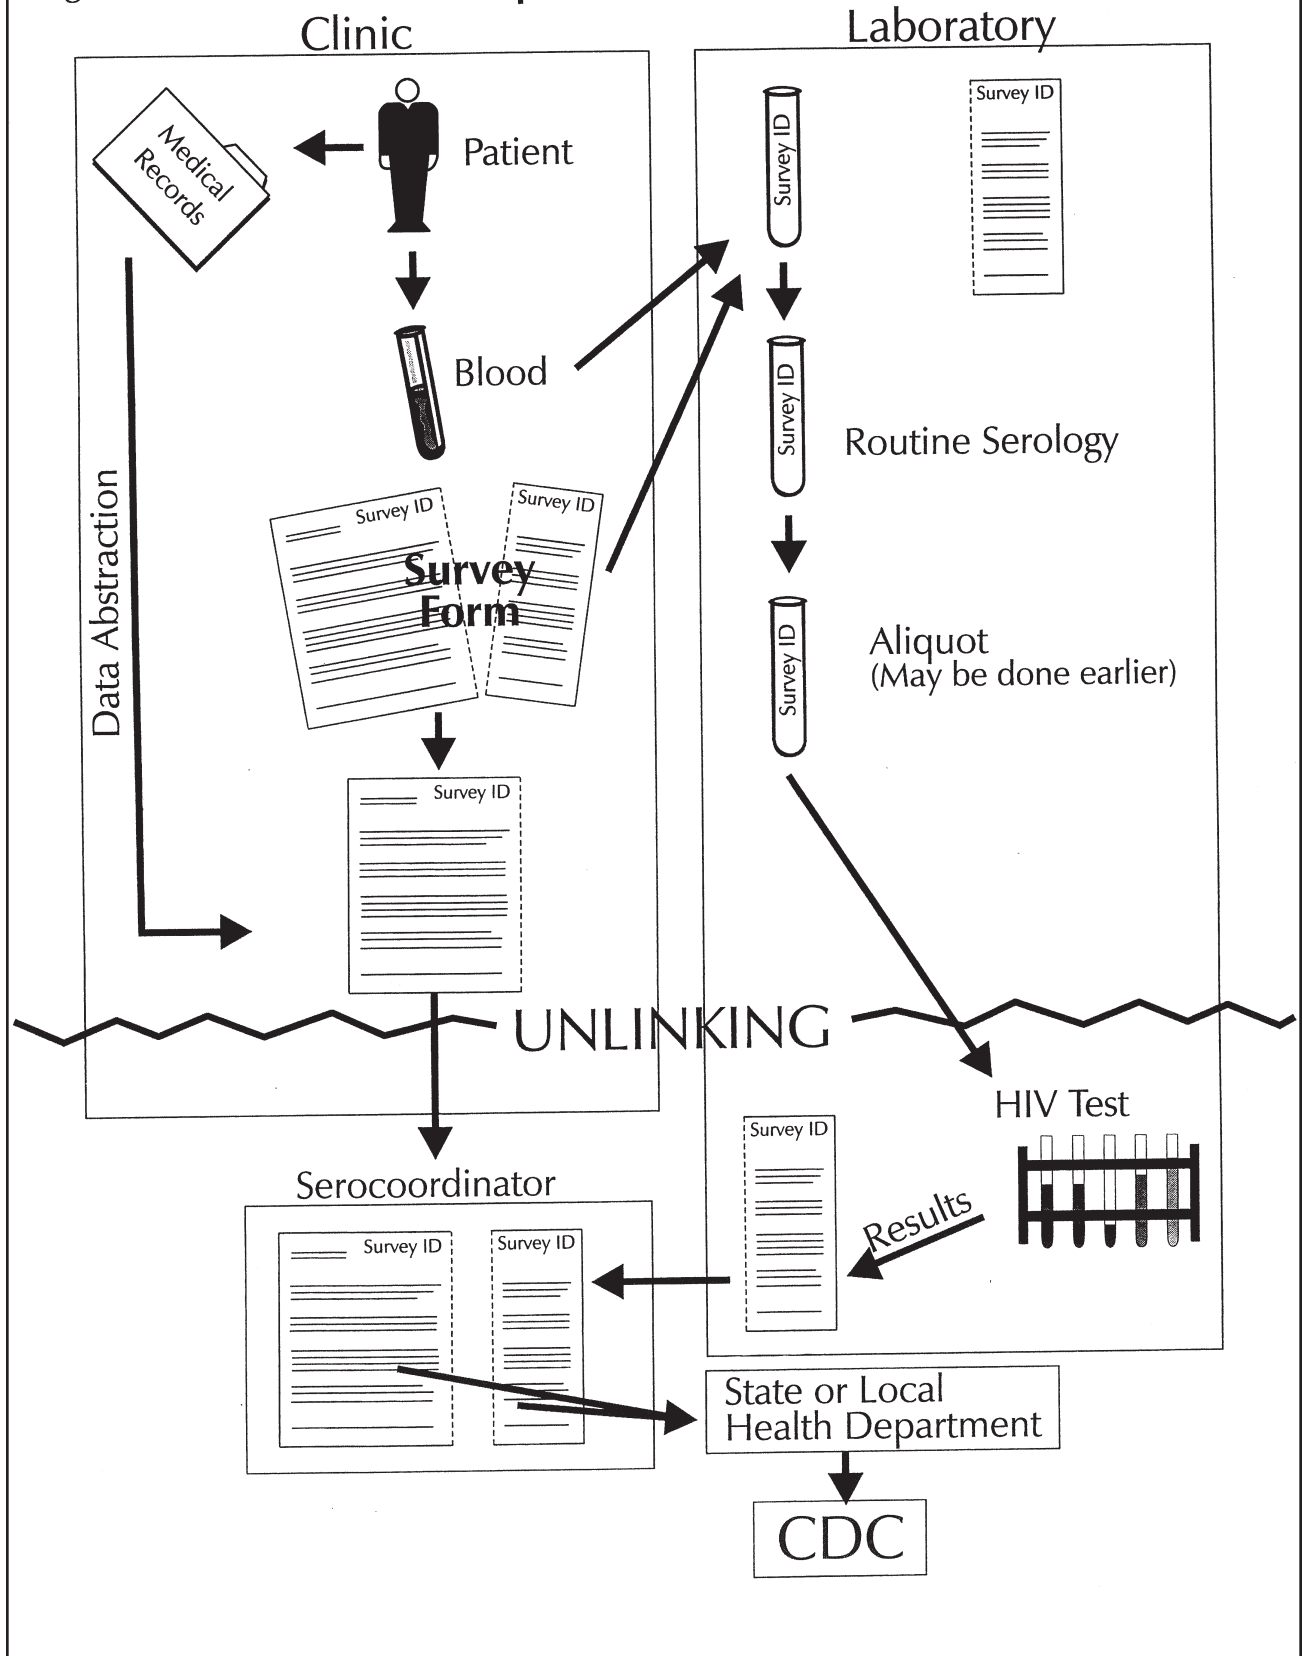 Clinic
Laboratory
Medical
Records
Patient
Survey ID
Survey ID
Blood
Survey ID
Routine Serology
Data Abstraction
Survey ID
Survey ID
Survey
Form
Survey ID
Aliquot
(May be done earlier)
Survey ID
UNLINKING
HIV Test
Survey ID
Results
Serocoordinator
Survey ID
Survey ID
State or Local
Health Department
CDC